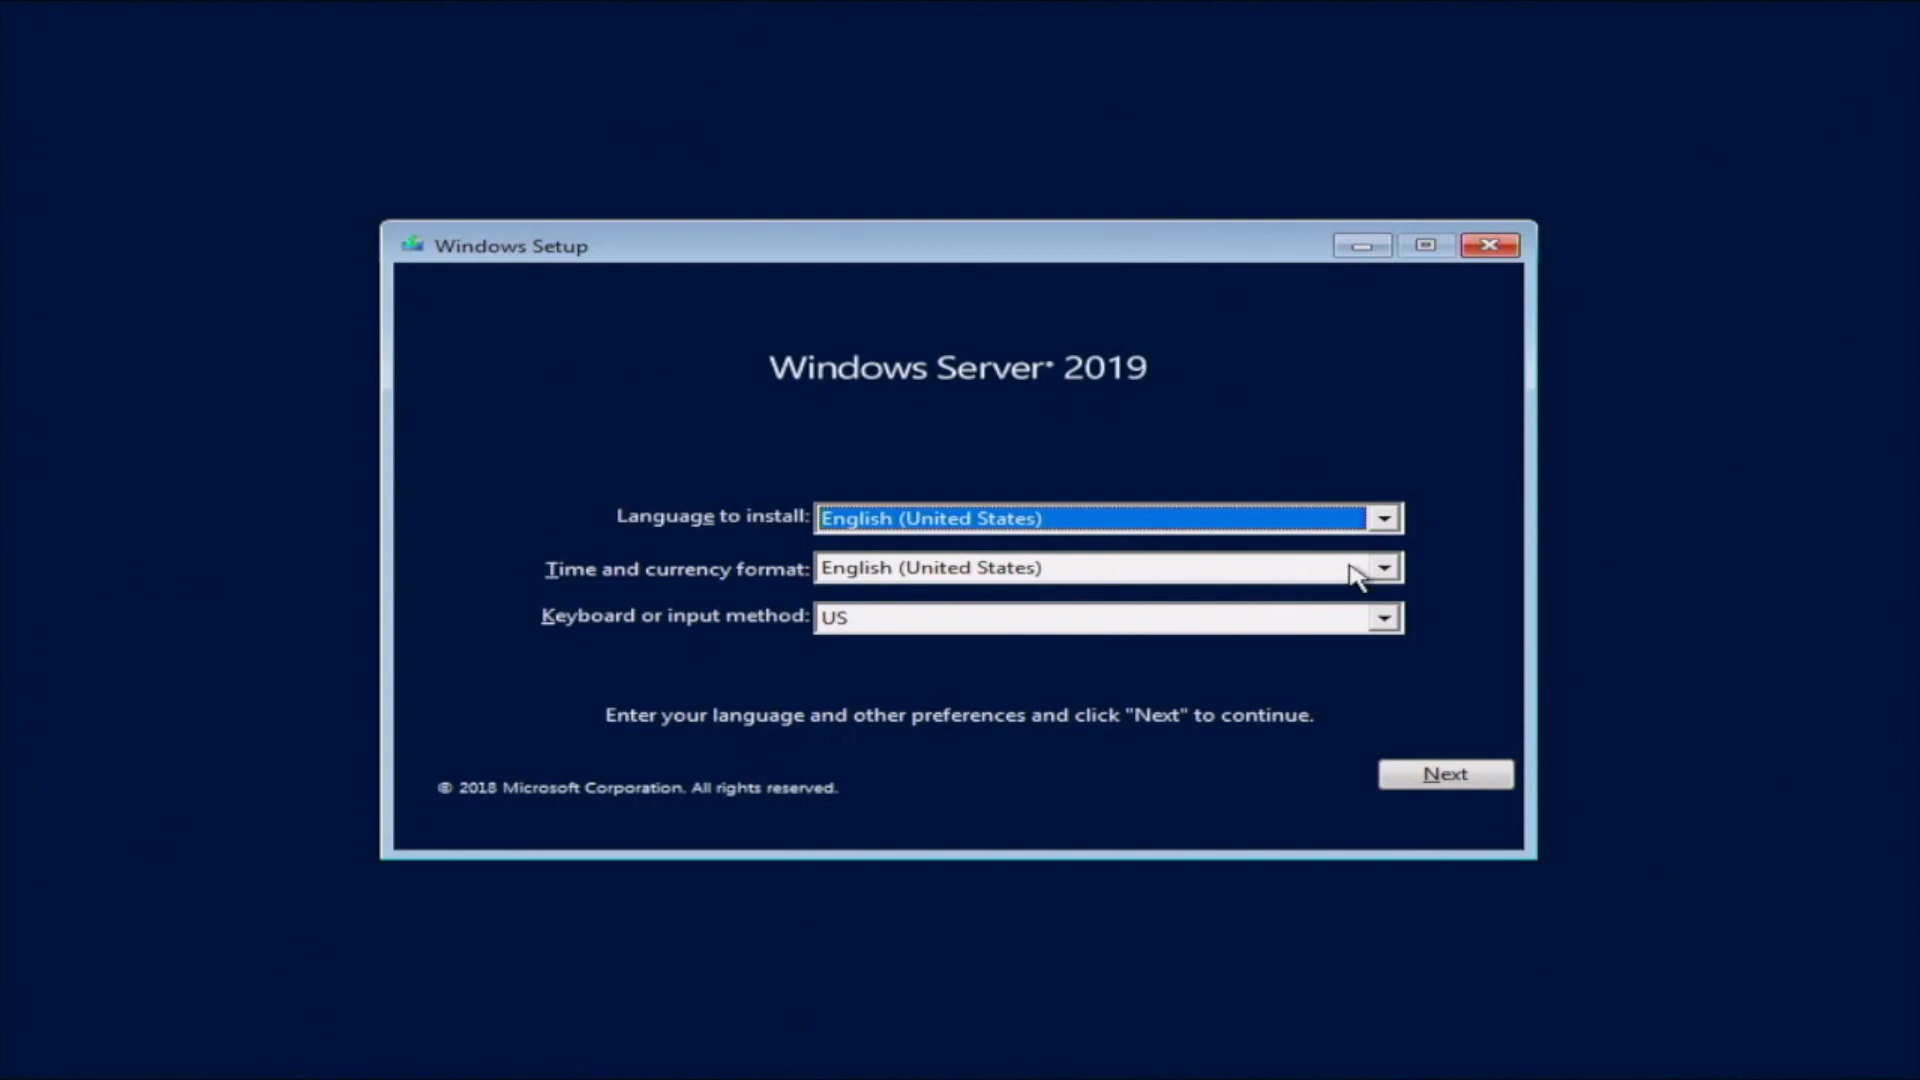 Windows Setup
Windows Server® 2019
Language to install: English (United States)
Time and currency format: English (United States)
Keyboard or input method: US
Enter your language and other preferences and click "Next" to continue.
Next
© 2018 Microsoft Corporation. All rights reserved.